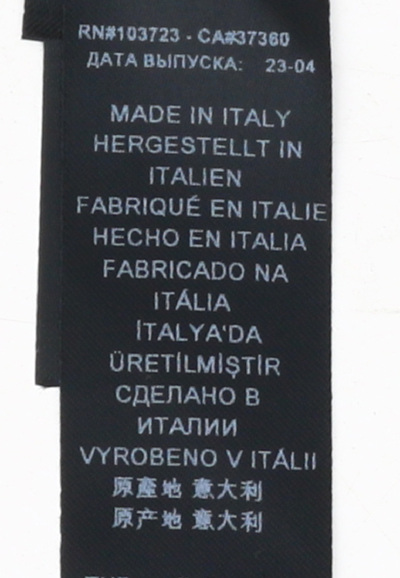 RN#103723 - CA#37360
ДАТА ВЫПУСКА: 23-04
MADE IN ITALY
HERGESTELLT IN
ITALIEN
FABRIQUÉ EN ITALIE
HECHO EN ITALIA
FABRICADO NA
ITÁLIA
İTALYA'DA
ÜRETİLMİŞTİR
СДЕЛАНО В
ИТАЛИИ
VYROBENO V ITÁLII
原產地 意大利
原产地 意大利